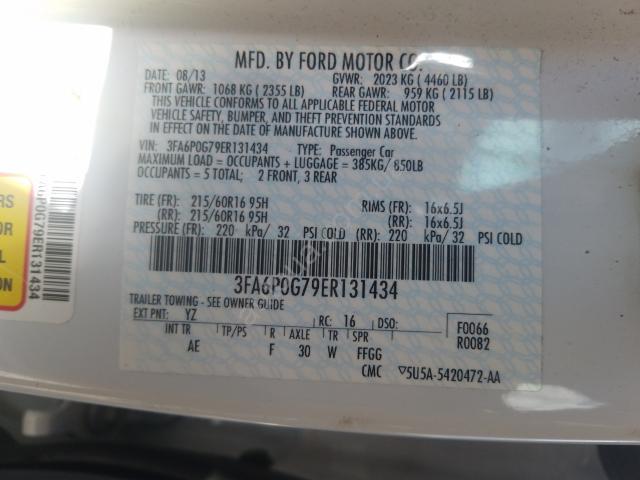 MFD. BY FORD MOTOR CO.
DATE: 08/13 GVWR: 2023 KG ( 4460 LB)
FRONT GAWR: 1068 KG ( 2355 LB) REAR GAWR: 959 KG ( 2115 LB)
THIS VEHICLE CONFORMS TO ALL APPLICABLE FEDERAL MOTOR
VEHICLE SAFETY, BUMPER, AND THEFT PREVENTION STANDARDS
IN EFFECT ON THE DATE OF MANUFACTURE SHOWN ABOVE.
VIN: 3FA6P0G79ER131434 TYPE: Passenger Car
MAXIMUM LOAD = OCCUPANTS + LUGGAGE = 385KG/ 850LB
OCCUPANTS = 5 TOTAL; 2 FRONT, 3 REAR
TIRE (FR): 215/60R16 95H RIMS (FR): 16x6.5J
(RR): 215/60R16 95H (RR): 16x6.5J
PRESSURE (FR): 220 kPa/ 32 PSI COLD (RR): 220 kPa/ 32 PSI COLD
3FA6P0G79ER131434
TRAILER TOWING - SEE OWNER GUIDE
EXT PNT: YZ RC: 16 DSO:
INT TR TP/PS R AXLE TR SPR
AE F 30 W FFGG
F0066
R0082
CMC 5U5A-5420472-AA
A6P0G79ER131434
ERS
OR
L
ION